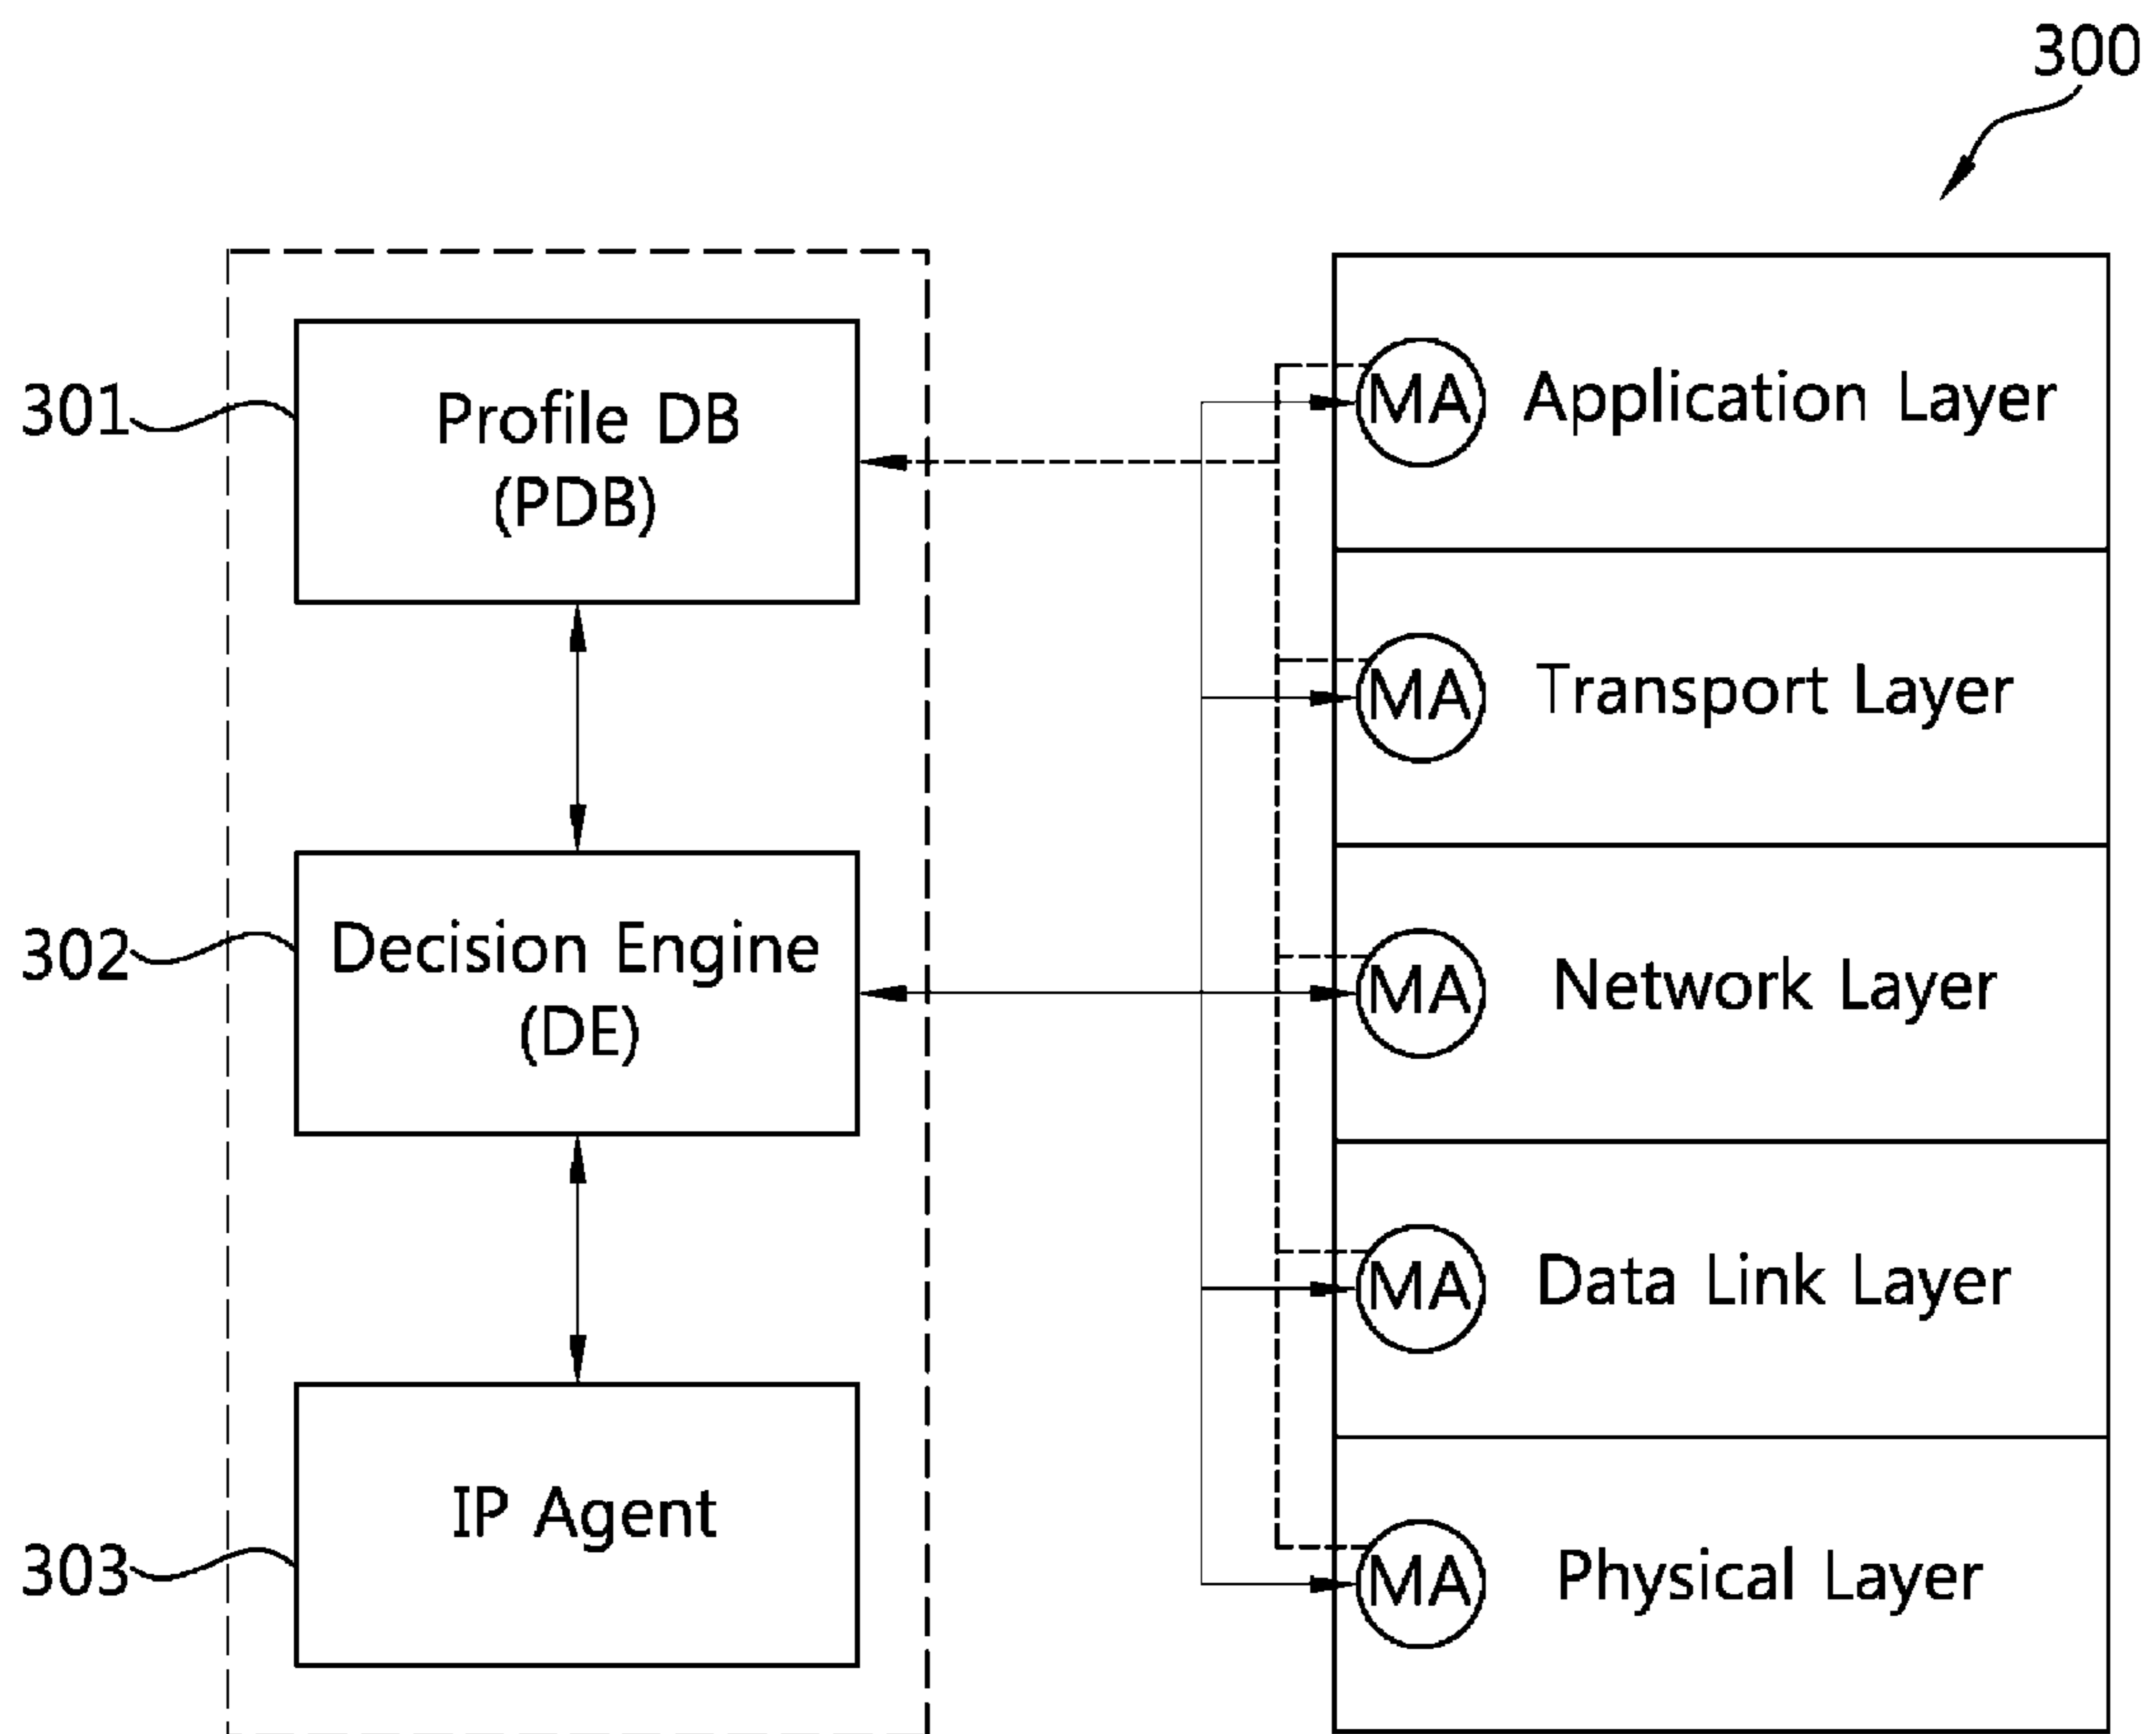 300
301
Profile DB
(PDB)
302
Decision Engine
(DE)
303
IP Agent
MA Application Layer
MA Transport Layer
MA Network Layer
MA Data Link Layer
MA Physical Layer